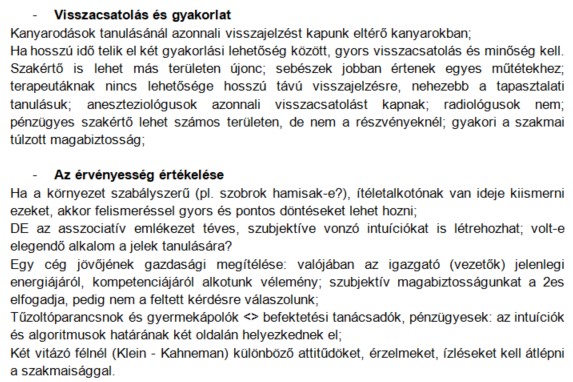 - Visszacsatolás és gyakorlat
Kanyarodások tanulásánál azonnali visszajelzést kapunk eltérő kanyarokban;
Ha hosszú idő telik el két gyakorlási lehetőség között, gyors visszacsatolás és minőség kell.
Szakértő is lehet más területen újonc; sebészek jobban értenek egyes műtétekhez;
terapeutáknak nincs lehetősége hosszú távú visszajelzésre, nehezebb a tapasztalati
tanulásuk; aneszteziológusok azonnali visszacsatolást kapnak; radiológusok nem;
pénzügyes szakértő lehet számos területen, de nem a részvényeknél; gyakori a szakmai
túlzott magabiztosság;
- Az érvényesség értékelése
Ha a környezet szabályszerű (pl. szobrok hamisak-e?), ítéletalkotónak van ideje kiismerni
ezeket, akkor felismeréssel gyors és pontos döntéseket lehet hozni;
DE az asszociatív emlékezet téves, szubjektíve vonzó intuíciókat is létrehozhat; volt-e
elegendő alkalom a jelek tanulására?
Egy cég jövőjének gazdasági megítélése: valójában az igazgató (vezetők) jelenlegi
energiájáról, kompetenciájáról alkotunk vélemény; szubjektív magabiztosságunkat a 2es
elfogadja, pedig nem a feltett kérdésre válaszolunk;
Tűzoltóparancsnok és gyermekápolók <> befektetési tanácsadók, pénzügyesek: az intuíciók
és algoritmusok határának két oldalán helyezkednek el;
Két vitázó félnél (Klein - Kahneman) különböző attitűdöket, érzelmeket, ízléseket kell átlépni
a szakmaisággal.